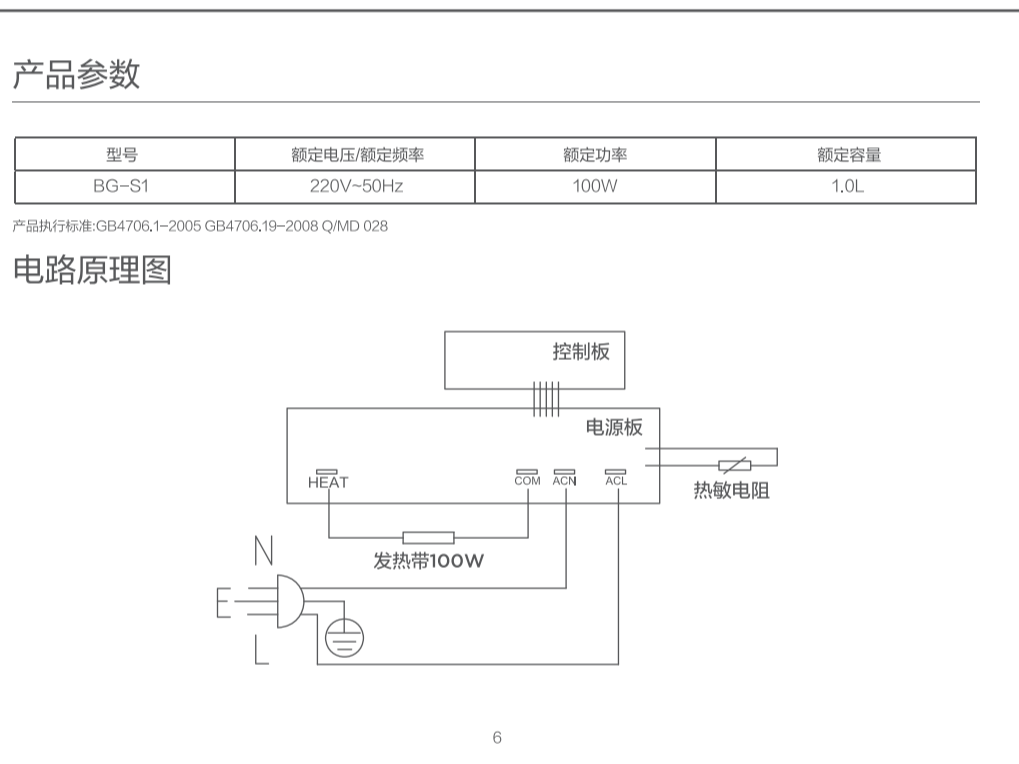 产品参数
型号 额定电压/额定频率 额定功率 额定容量
BG-S1 220V~50Hz 100W 1.0L
产品执行标准:GB4706.1-2005 GB4706.19-2008 Q/MD 028
电路原理图
控制板
电源板
HEAT COM ACN ACL
热敏电阻
发热带100W
N
E
L
6